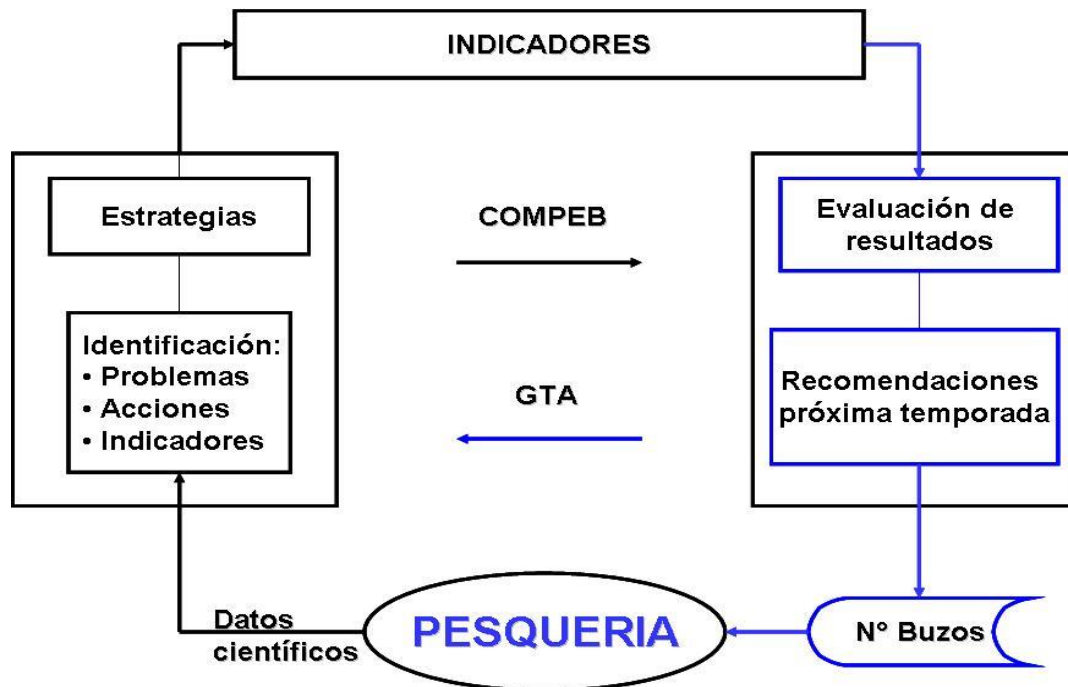 INDICADORES
Estrategias
Identificación:
• Problemas
• Acciones
• Indicadores
COMPEB
GTA
Evaluación de
resultados
Recomendaciones
próxima temporada
Datos
científicos
PESQUERIA
N° Buzos